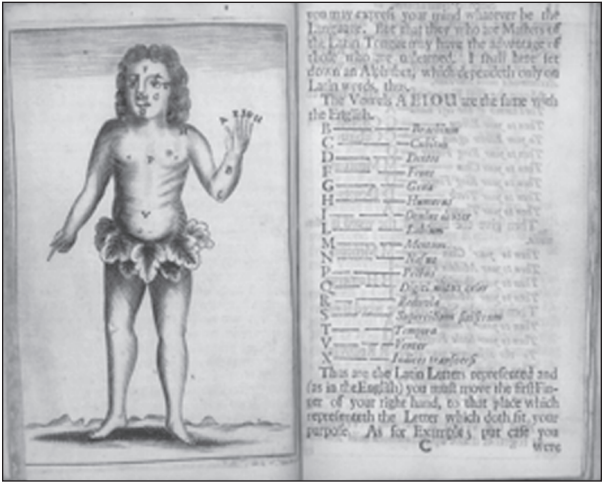 you may express your mind whatever be the
Language. But that they who are Masters of
the Latin Tongue may have the advantage of
those who are unlearned. I shall here set
down an Alphabet, which dependeth only on
Latin words, thus.
The Vowels A E I O U are the same with
the English.
B — Brachium
C — Cubitus
D — Dentes
F — Frons
G — Gena
H — Humerus
I
L — Labium
M — Mentum
N — Nasus
P — Pectus
Q — Digiti
R
S — Supercilium
T — Tempora
V — Venter
X — Indices transversi
Thus are the Latin Letters represented and
(as in the English) you must move the first Fin-
ger of your right hand, to that place which
representeth the Letter which doth fit your
purpose. As for Example; put case you
C were
A E I O U
H
P
B
V